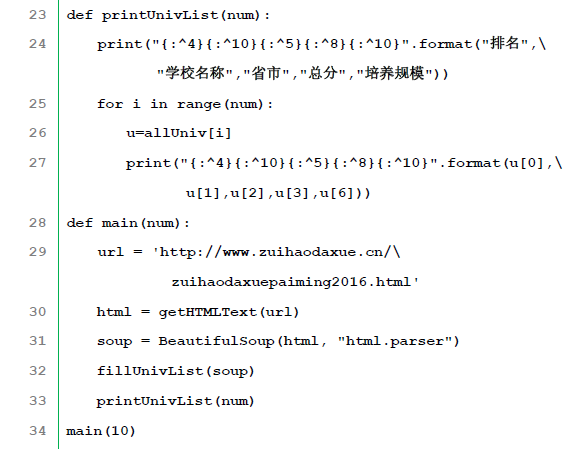 23 def printUnivList(num):
24 print("{:^4}{:^10}{:^5}{:^8}{:^10}".format("排名",\
"学校名称","省市","总分","培养规模"))
25 for i in range(num):
26 u=allUniv[i]
27 print("{:^4}{:^10}{:^5}{:^8}{:^10}".format(u[0],\
u[1],u[2],u[3],u[6]))
28 def main(num):
29 url = 'http://www.zuihaodaxue.cn/\
zuihaodaxuepaiming2016.html'
30 html = getHTMLText(url)
31 soup = BeautifulSoup(html, "html.parser")
32 fillUnivList(soup)
33 printUnivList(num)
34 main(10)